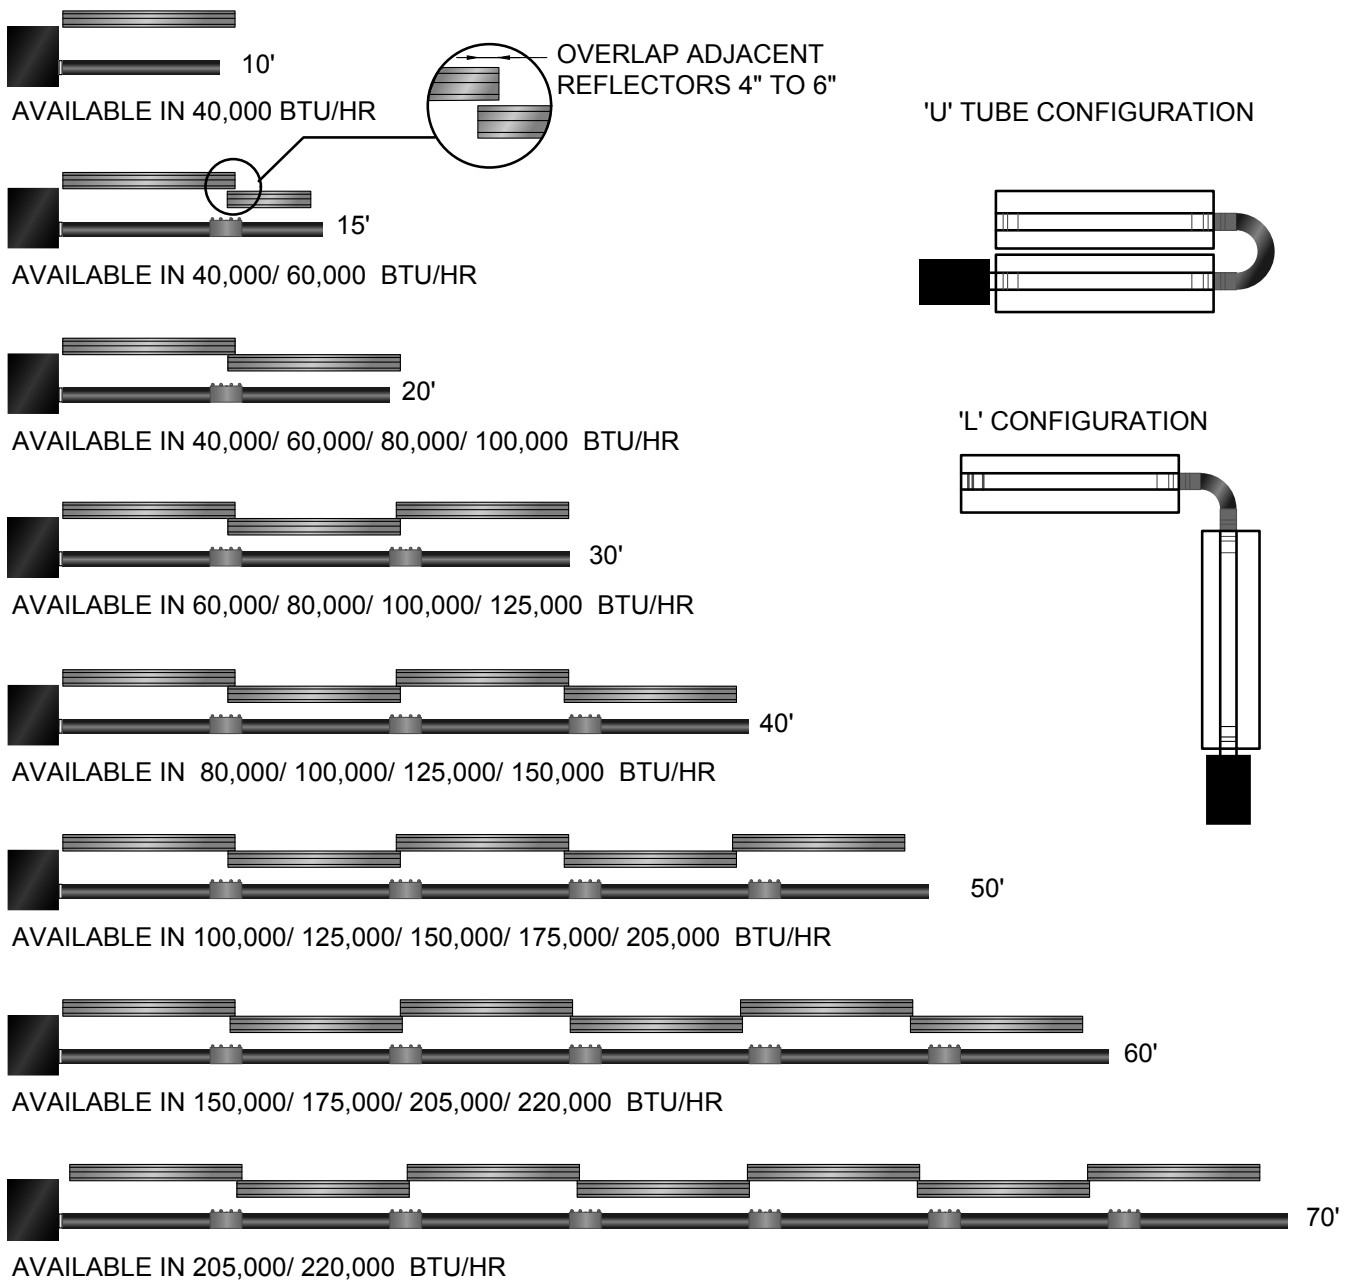 10'
AVAILABLE IN 40,000 BTU/HR
OVERLAP ADJACENT
REFLECTORS 4" TO 6"
15'
AVAILABLE IN 40,000/ 60,000  BTU/HR
20'
AVAILABLE IN 40,000/ 60,000/ 80,000/ 100,000  BTU/HR
30'
AVAILABLE IN 60,000/ 80,000/ 100,000/ 125,000  BTU/HR
40'
AVAILABLE IN  80,000/ 100,000/ 125,000/ 150,000  BTU/HR
50'
AVAILABLE IN 100,000/ 125,000/ 150,000/ 175,000/ 205,000  BTU/HR
60'
AVAILABLE IN 150,000/ 175,000/ 205,000/ 220,000  BTU/HR
70'
AVAILABLE IN 205,000/ 220,000  BTU/HR
'U' TUBE CONFIGURATION
'L' CONFIGURATION